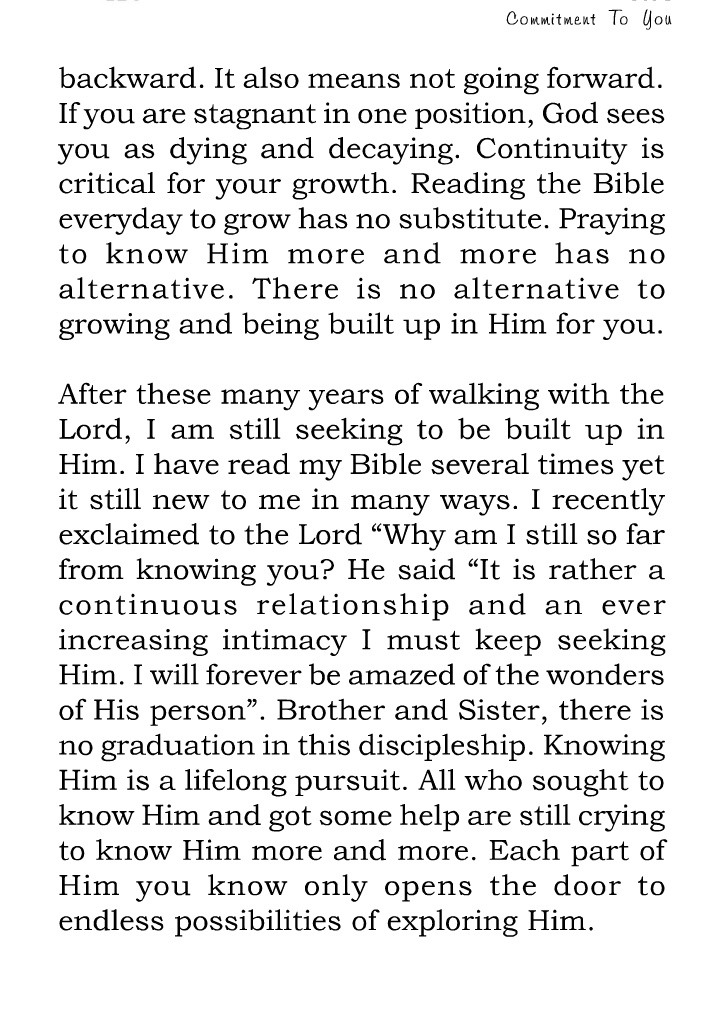 Commitment To You
backward. It also means not going forward.
If you are stagnant in one position, God sees
you as dying and decaying. Continuity is
critical for your growth. Reading the Bible
everyday to grow has no substitute. Praying
to know Him more and more has no
alternative. There is no alternative to
growing and being built up in Him for you.
After these many years of walking with the
Lord, I am still seeking to be built up in
Him. I have read my Bible several times yet
it still new to me in many ways. I recently
exclaimed to the Lord “Why am I still so far
from knowing you? He said “It is rather a
continuous relationship and an ever
increasing intimacy I must keep seeking
Him. I will forever be amazed of the wonders
of His person”. Brother and Sister, there is
no graduation in this discipleship. Knowing
Him is a lifelong pursuit. All who sought to
know Him and got some help are still crying
to know Him more and more. Each part of
Him you know only opens the door to
endless possibilities of exploring Him.